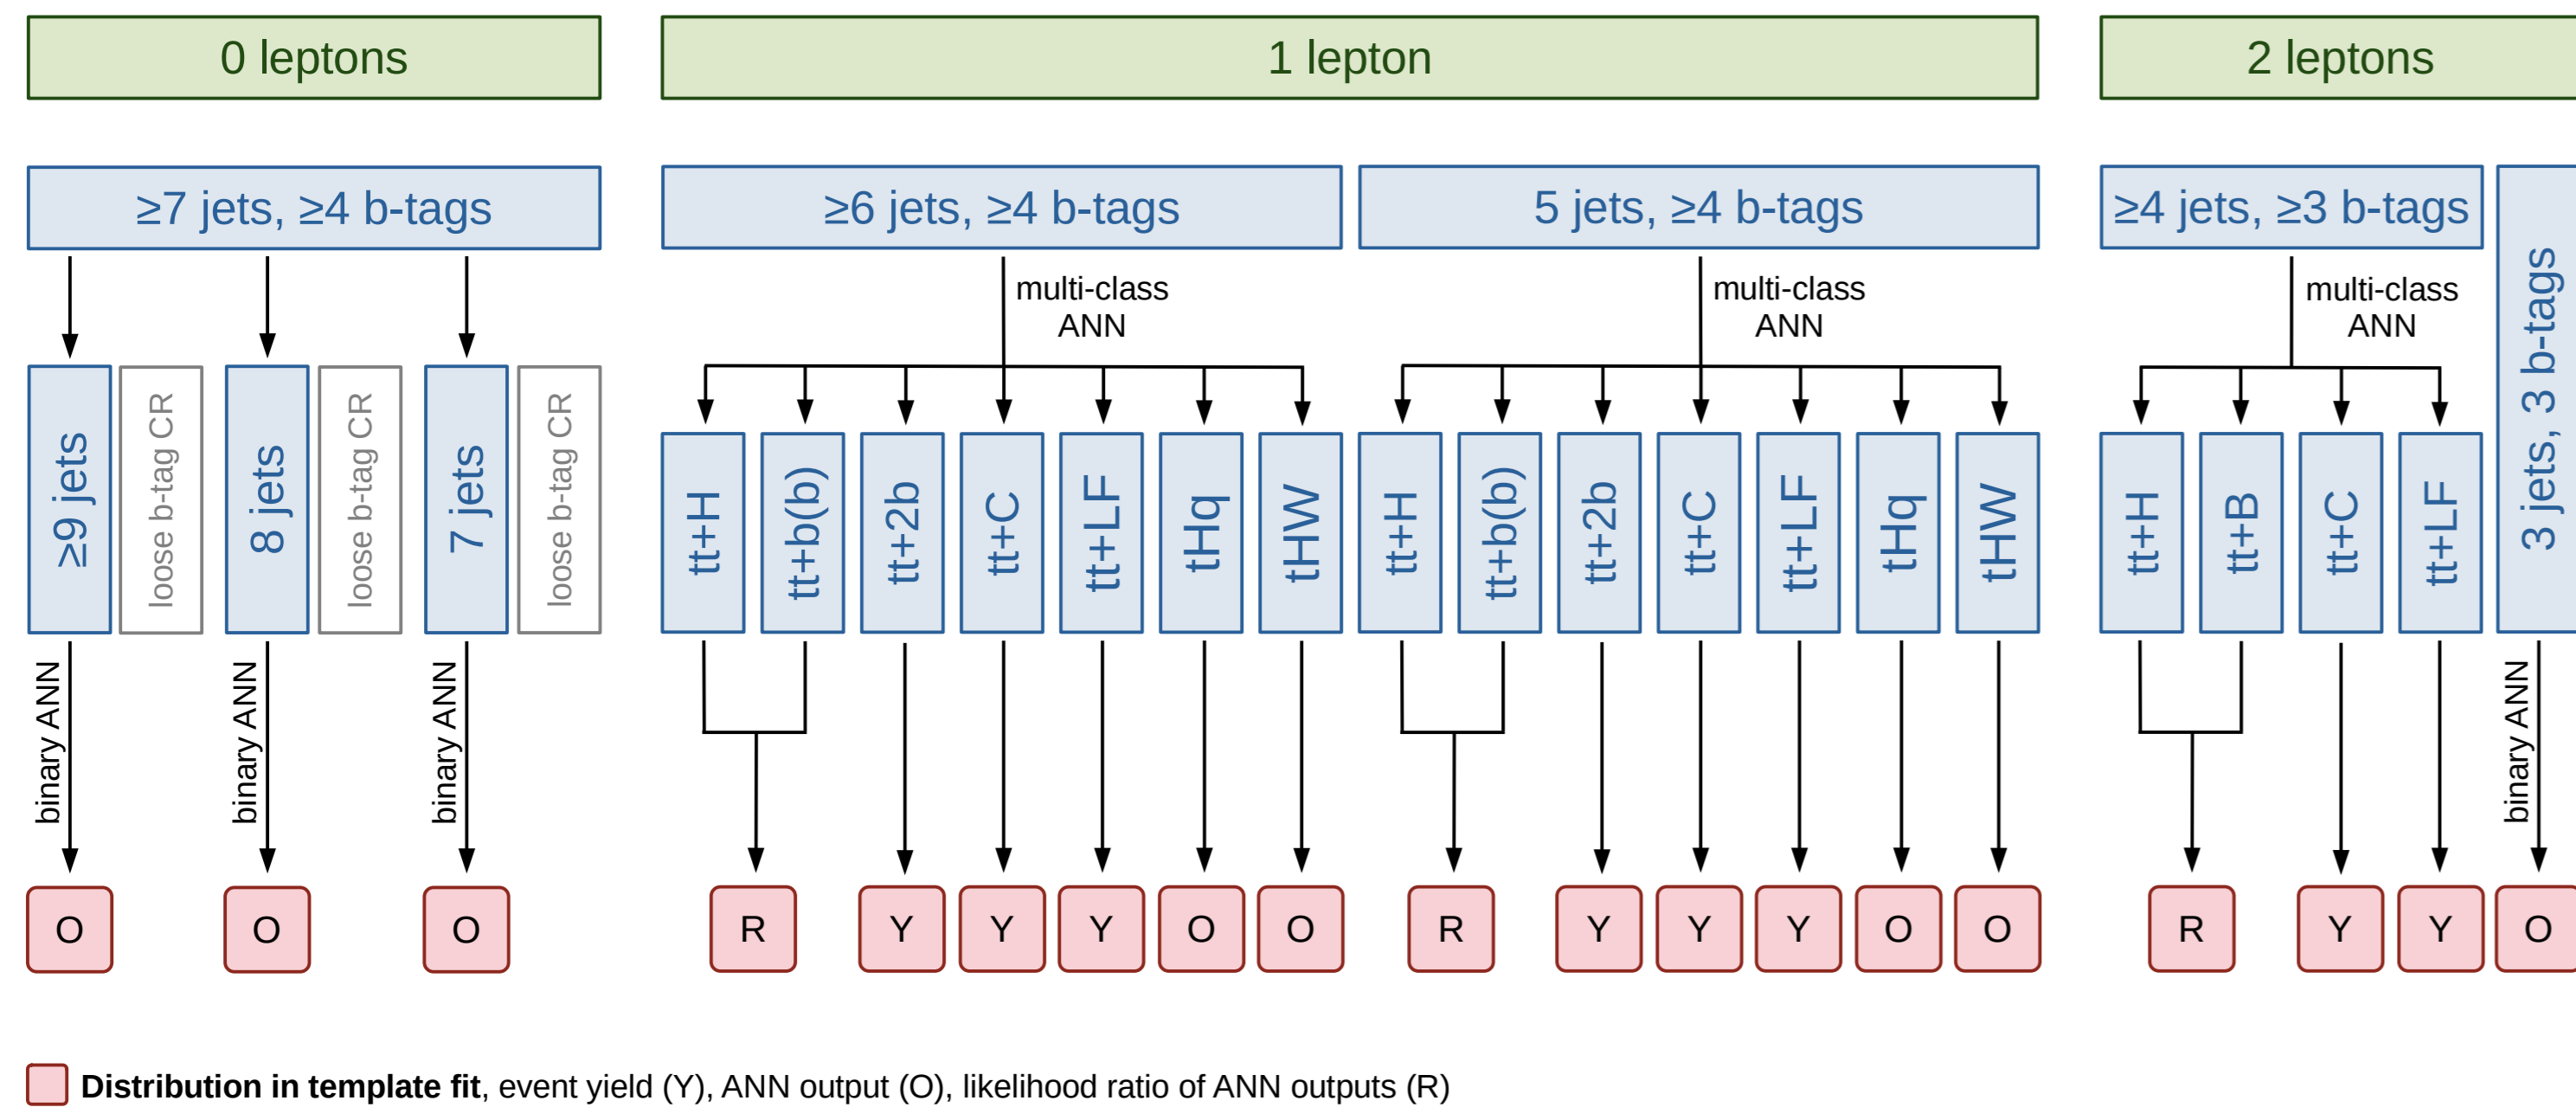 0 leptons
1 lepton
2 leptons
≥7 jets, ≥4 b-tags
≥6 jets, ≥4 b-tags
5 jets, ≥4 b-tags
≥4 jets, ≥3 b-tags
3 jets, 3 b-tags
multi-class
ANN
multi-class
ANN
multi-class
ANN
≥9 jets
loose b-tag CR
8 jets
loose b-tag CR
7 jets
loose b-tag CR
tt+H
tt+b(b)
tt+2b
tt+C
tt+LF
tHq
tHW
tt+H
tt+b(b)
tt+2b
tt+C
tt+LF
tHq
tHW
tt+H
tt+B
tt+C
tt+LF
binary ANN
binary ANN
binary ANN
binary ANN
O
O
O
R
Y
Y
Y
O
O
R
Y
Y
Y
O
O
R
Y
Y
O
Distribution in template fit, event yield (Y), ANN output (O), likelihood ratio of ANN outputs (R)